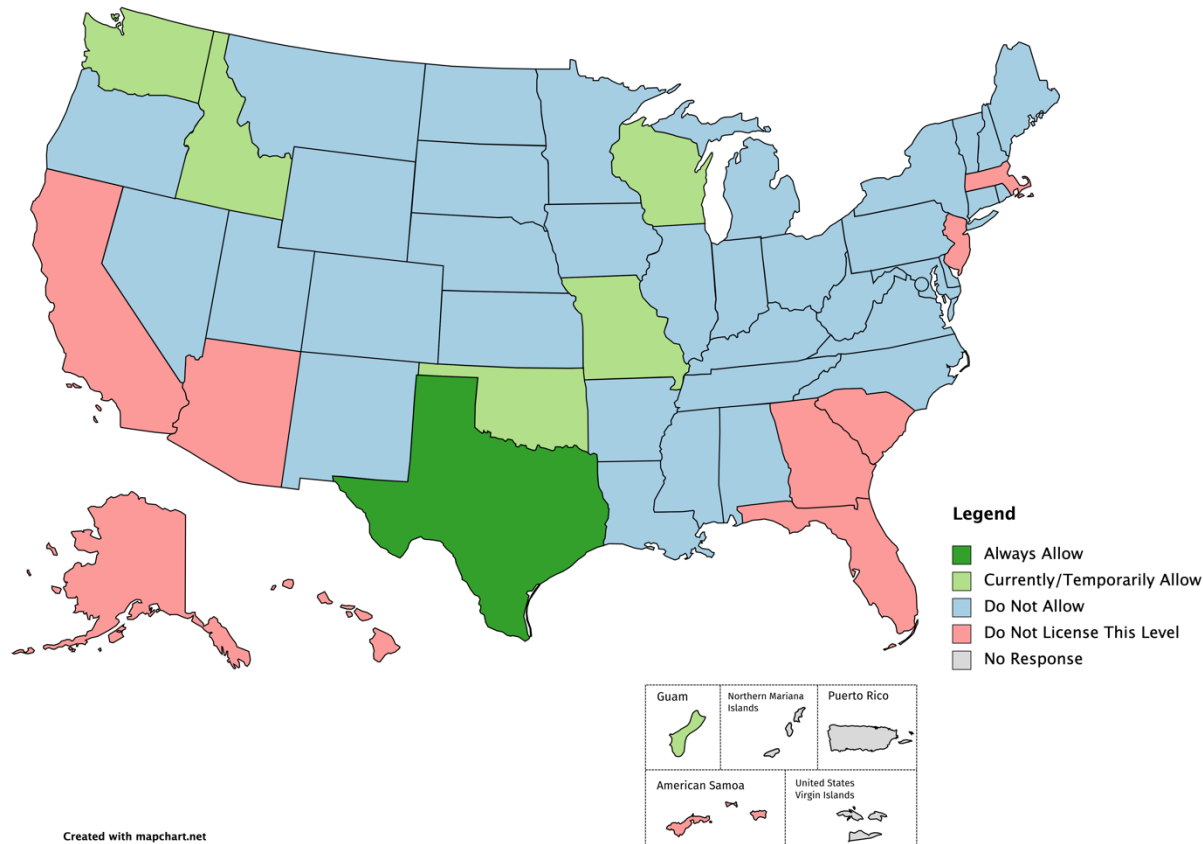 Legend
Always Allow
Currently/Temporarily Allow
Do Not Allow
Do Not License This Level
No Response
Guam
Northern Mariana
Islands
Puerto Rico
American Samoa
United States
Virgin Islands
Created with mapchart.net